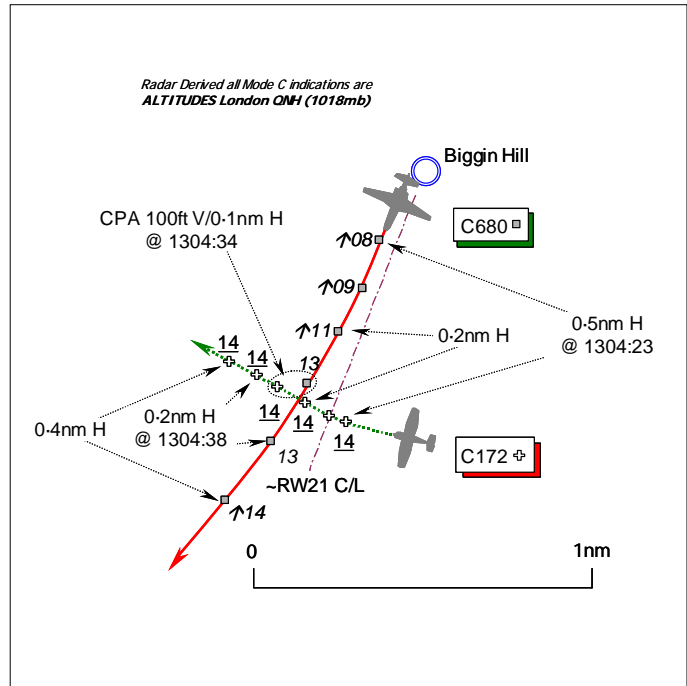 Radar Derived all Mode C indications are
ALTITUDES London QNH (1018mb)
Biggin Hill
CPA 100ft V/0·1nm H
@ 1304:34
C680
↑08
↑09
↑11
0·2nm H
0·5nm H
@ 1304:23
14
14
13
14
14
14
0·4nm H
0·2nm H
@ 1304:38
13
C172
~RW21 C/L
↑14
0
1nm